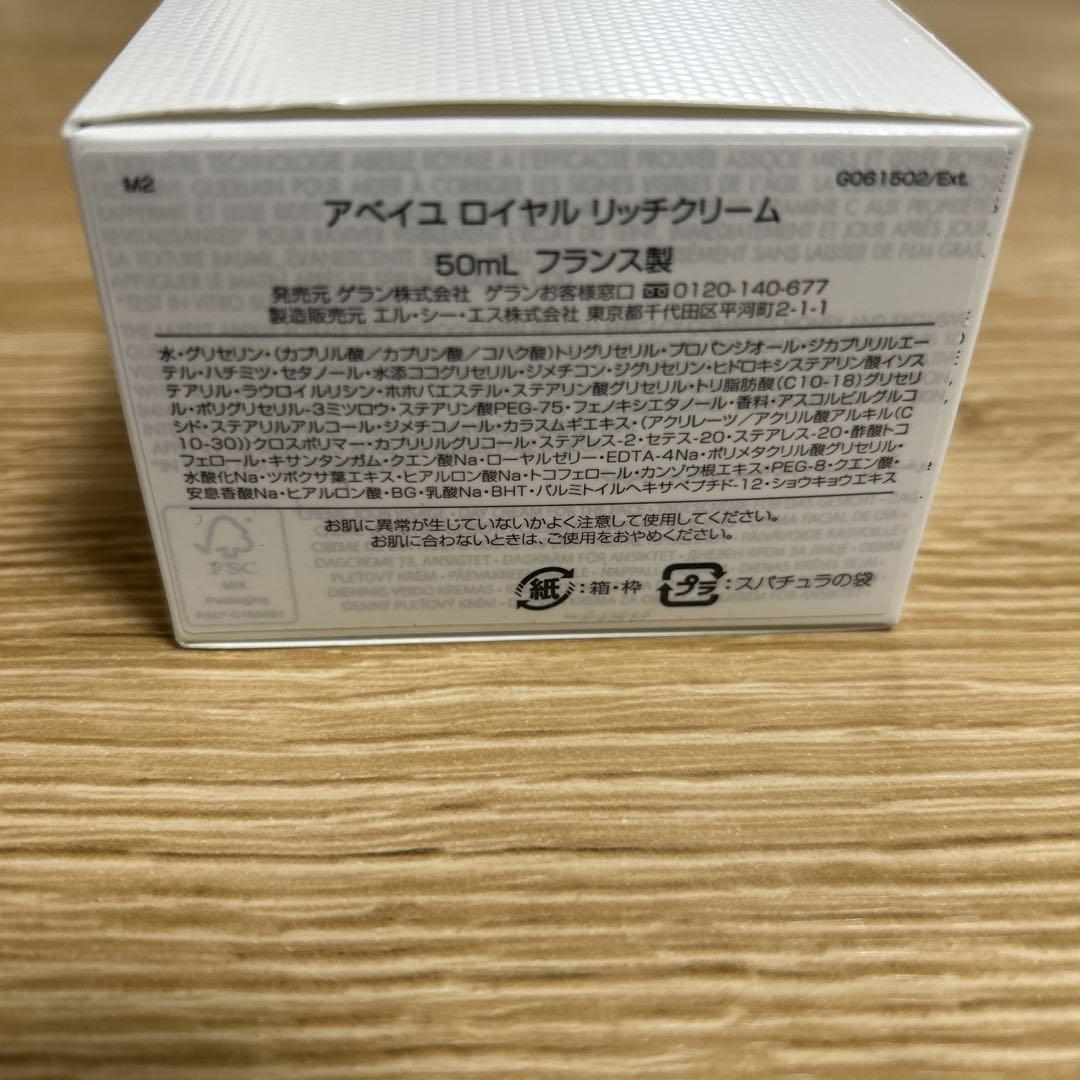 M2
G061502/Ext.
アベイユ ロイヤル リッチクリーム
50mL フランス製
発売元 ゲラン株式会社 ゲランお客様窓口 0120-140-677
製造販売元 エル・シー・エス株式会社 東京都千代田区平河町2-1-1
水・グリセリン・(カプリル酸/カプリン酸/コハク酸)トリグリセリル・プロパンジオール・ジカプリリルエー
テル・ハチミツ・セタノール・水添ココグリセリル・ジメチコン・ジグリセリン・ヒドロキシステアリン酸イソス
テアリル・ラウロイルリシン・ホホバエステル・ステアリン酸グリセリル・トリ脂肪酸(C10-18)グリセリ
ル・ポリグリセリル-3ミツロウ・ステアリン酸PEG-75・フェノキシエタノール・香料・アスコルビルグルコ
シド・ステアリルアルコール・ジメチコノール・カラスムギエキス・(アクリレーツ/アクリル酸アルキル(C
10-30))クロスポリマー・カプリリルグリコール・ステアレス-2・セテス-20・ステアレス-20・酢酸トコ
フェロール・キサンタンガム・クエン酸Na・ローヤルゼリー・EDTA-4Na・ポリメタクリル酸グリセリル・
水酸化Na・ツボクサ葉エキス・ヒアルロン酸Na・トコフェロール・カンゾウ根エキス・PEG-8・クエン酸・
安息香酸Na・ヒアルロン酸・BG・乳酸Na・BHT・パルミトイルヘキサペプチド-12・ショウキョウエキス
お肌に異常が生じていないかよく注意して使用してください。
お肌に合わないときは、ご使用をおやめください。
FSC
MIX
Packaging
紙:箱・枠 プラ:スパチュラの袋